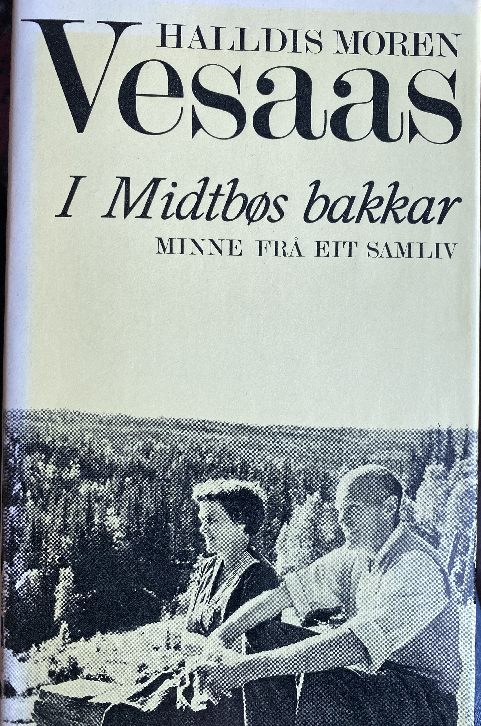 HALLDIS MOREN
Vesaas
I Midtbøs bakkar
MINNE FRÅ EIT SAMLIV